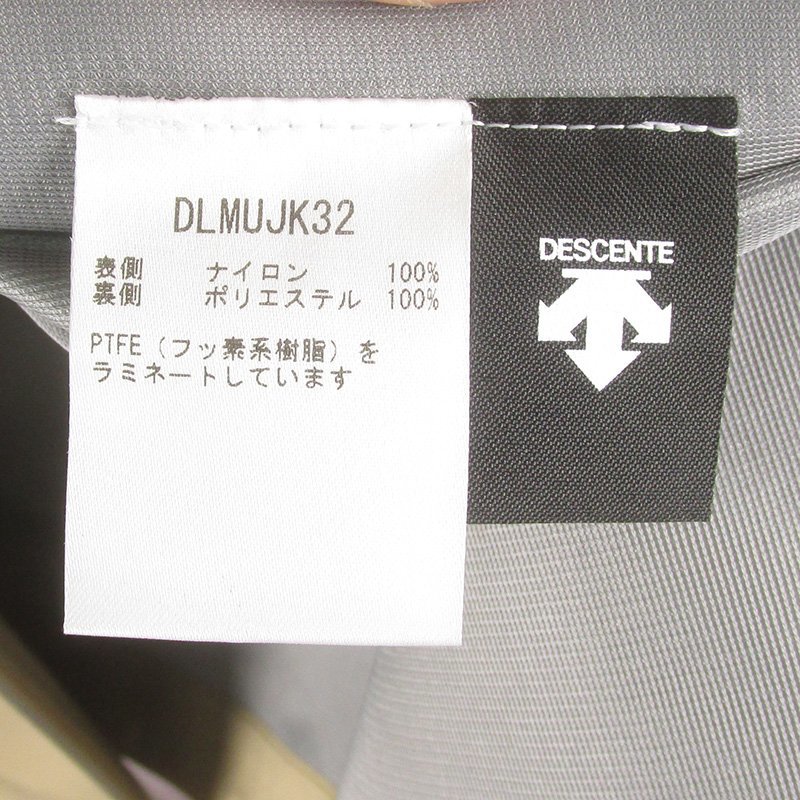 DLMUJK32
表側 ナイロン 100%
裏側 ポリエステル 100%
PTFE（フッ素系樹脂）を
ラミネートしています
DESCENTE